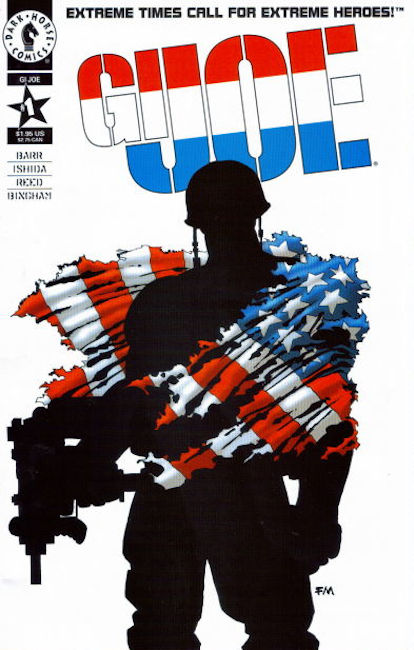 EXTREME TIMES CALL FOR EXTREME HEROES!™
DARK HORSE COMICS
GI JOE
1
$1.95 US
$2.75 CAN
BARR
ISHIDA
REED
BINGHAM
GI JOE®
FM